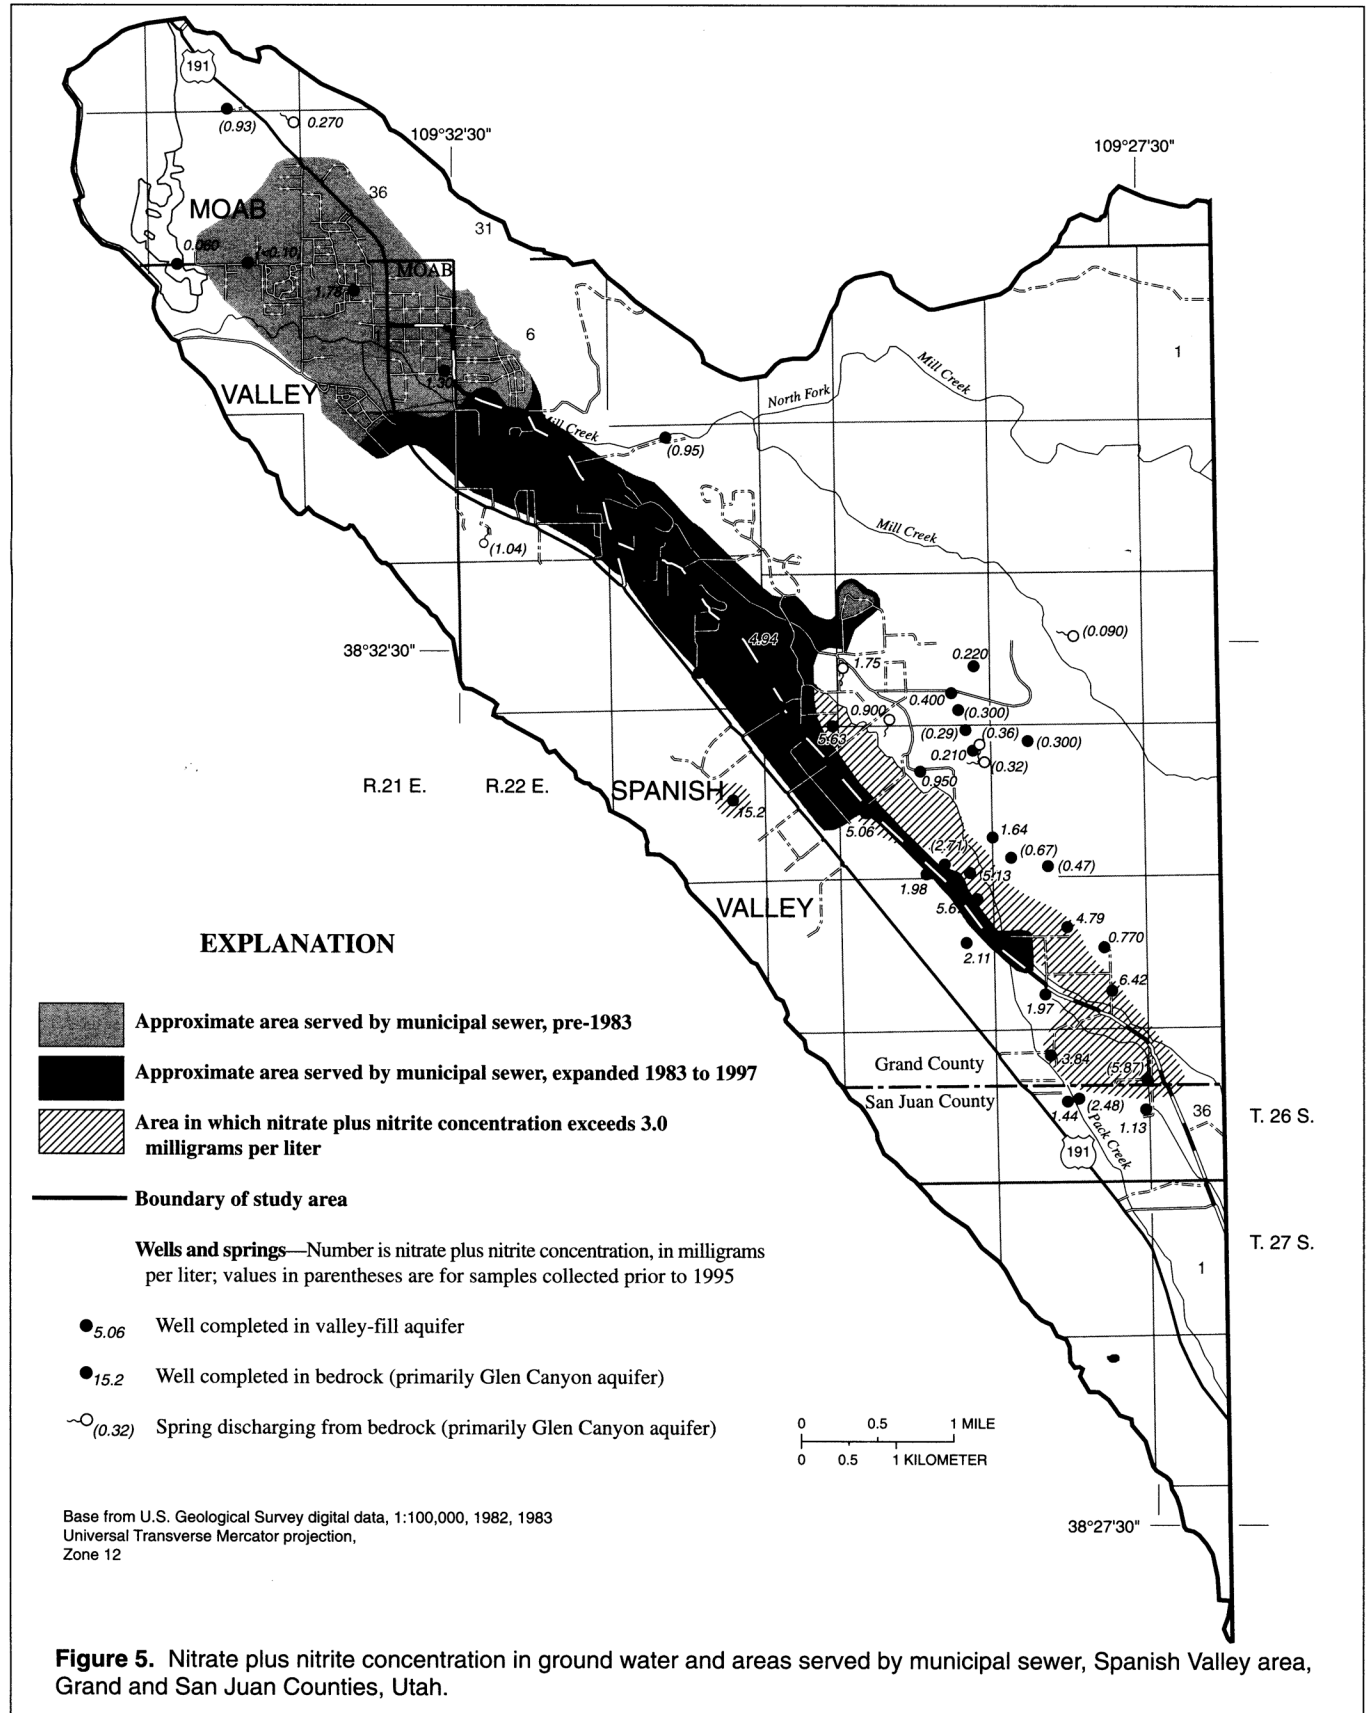 191
(0.93)
0.270
109°32'30"
109°27'30"
36
MOAB
31
0.060
(<0.10)
MOAB
1.78
6
1
1.30
VALLEY
North Fork
Mill Creek
Mill Creek
(0.95)
Mill Creek
(1.04)
(0.090)
4.94
38°32'30"
1.75
0.220
0.400
(0.300)
0.900
(0.29)
(0.36)
(0.300)
5.63
0.210
(0.32)
0.950
R.21 E.
R.22 E.
SPANISH
15.2
5.06
1.64
(2.71)
(0.67)
(0.47)
1.98
5.13
VALLEY
4.79
0.770
2.11
6.42
1.97
EXPLANATION
Approximate area served by municipal sewer, pre-1983
Approximate area served by municipal sewer, expanded 1983 to 1997
Area in which nitrate plus nitrite concentration exceeds 3.0
milligrams per liter
Boundary of study area
Wells and springs—Number is nitrate plus nitrite concentration, in milligrams
per liter; values in parentheses are for samples collected prior to 1995
5.06 Well completed in valley-fill aquifer
15.2 Well completed in bedrock (primarily Glen Canyon aquifer)
(0.32) Spring discharging from bedrock (primarily Glen Canyon aquifer)
3.84
(5.87)
Grand County
San Juan County
1.44
(2.48)
1.13
36
T. 26 S.
Pack Creek
191
T. 27 S.
1
0 0.5 1 MILE
0 0.5 1 KILOMETER
38°27'30"
Base from U.S. Geological Survey digital data, 1:100,000, 1982, 1983
Universal Transverse Mercator projection,
Zone 12
Figure 5. Nitrate plus nitrite concentration in ground water and areas served by municipal sewer, Spanish Valley area,
Grand and San Juan Counties, Utah.